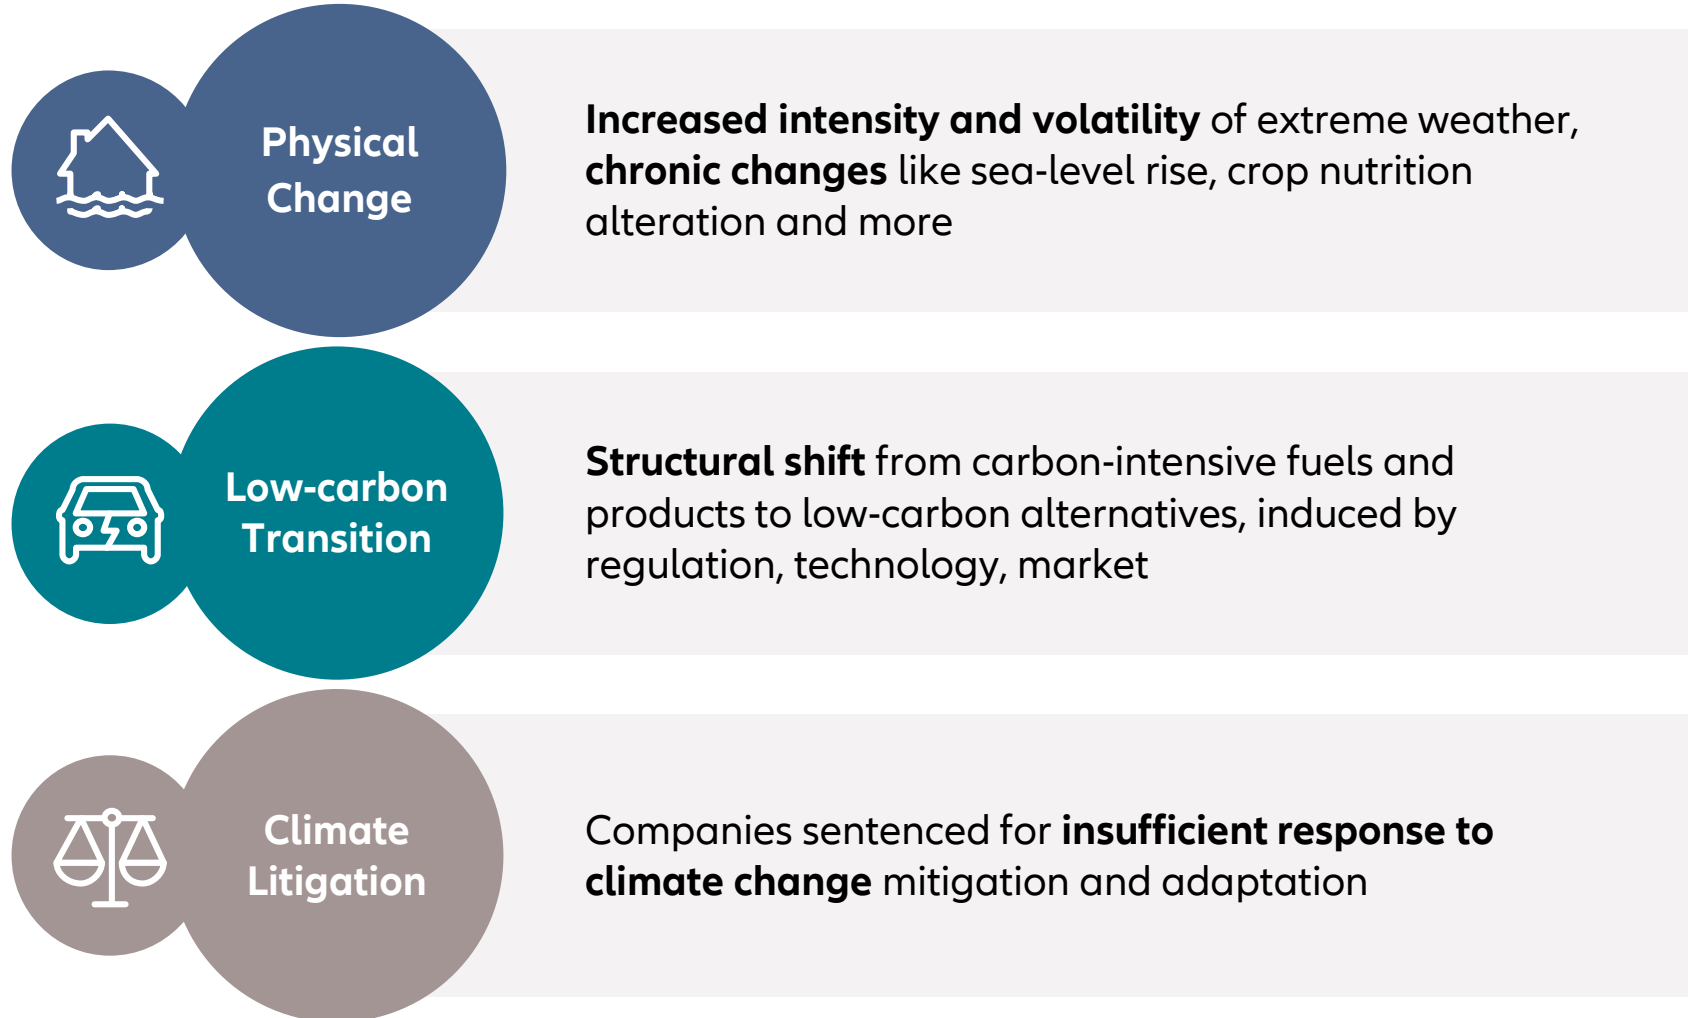 Physical
Change
Increased intensity and volatility of extreme weather,
chronic changes like sea-level rise, crop nutrition
alteration and more
Low-carbon
Transition
Structural shift from carbon-intensive fuels and
products to low-carbon alternatives, induced by
regulation, technology, market
Climate
Litigation
Companies sentenced for insufficient response to
climate change mitigation and adaptation